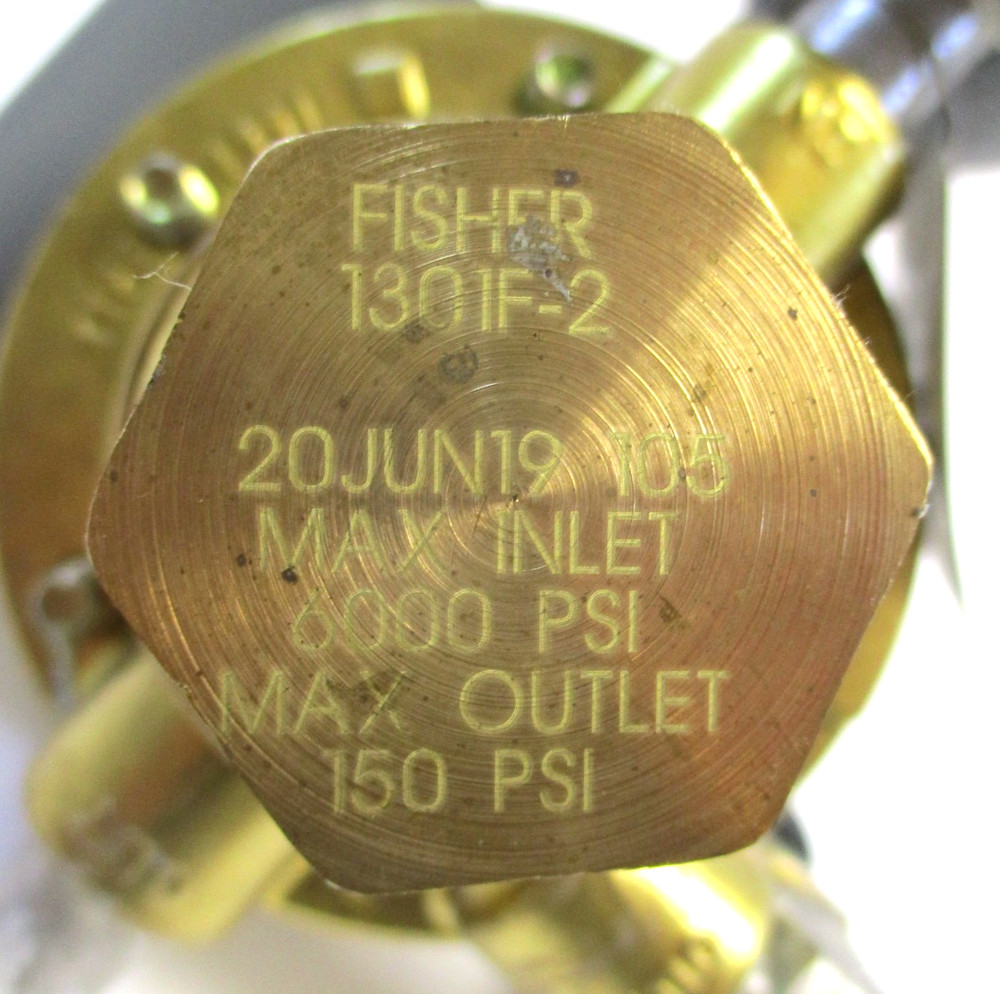 FISHER
1301F-2
20JUN19 105
MAX INLET
6000 PSI
MAX OUTLET
150 PSI